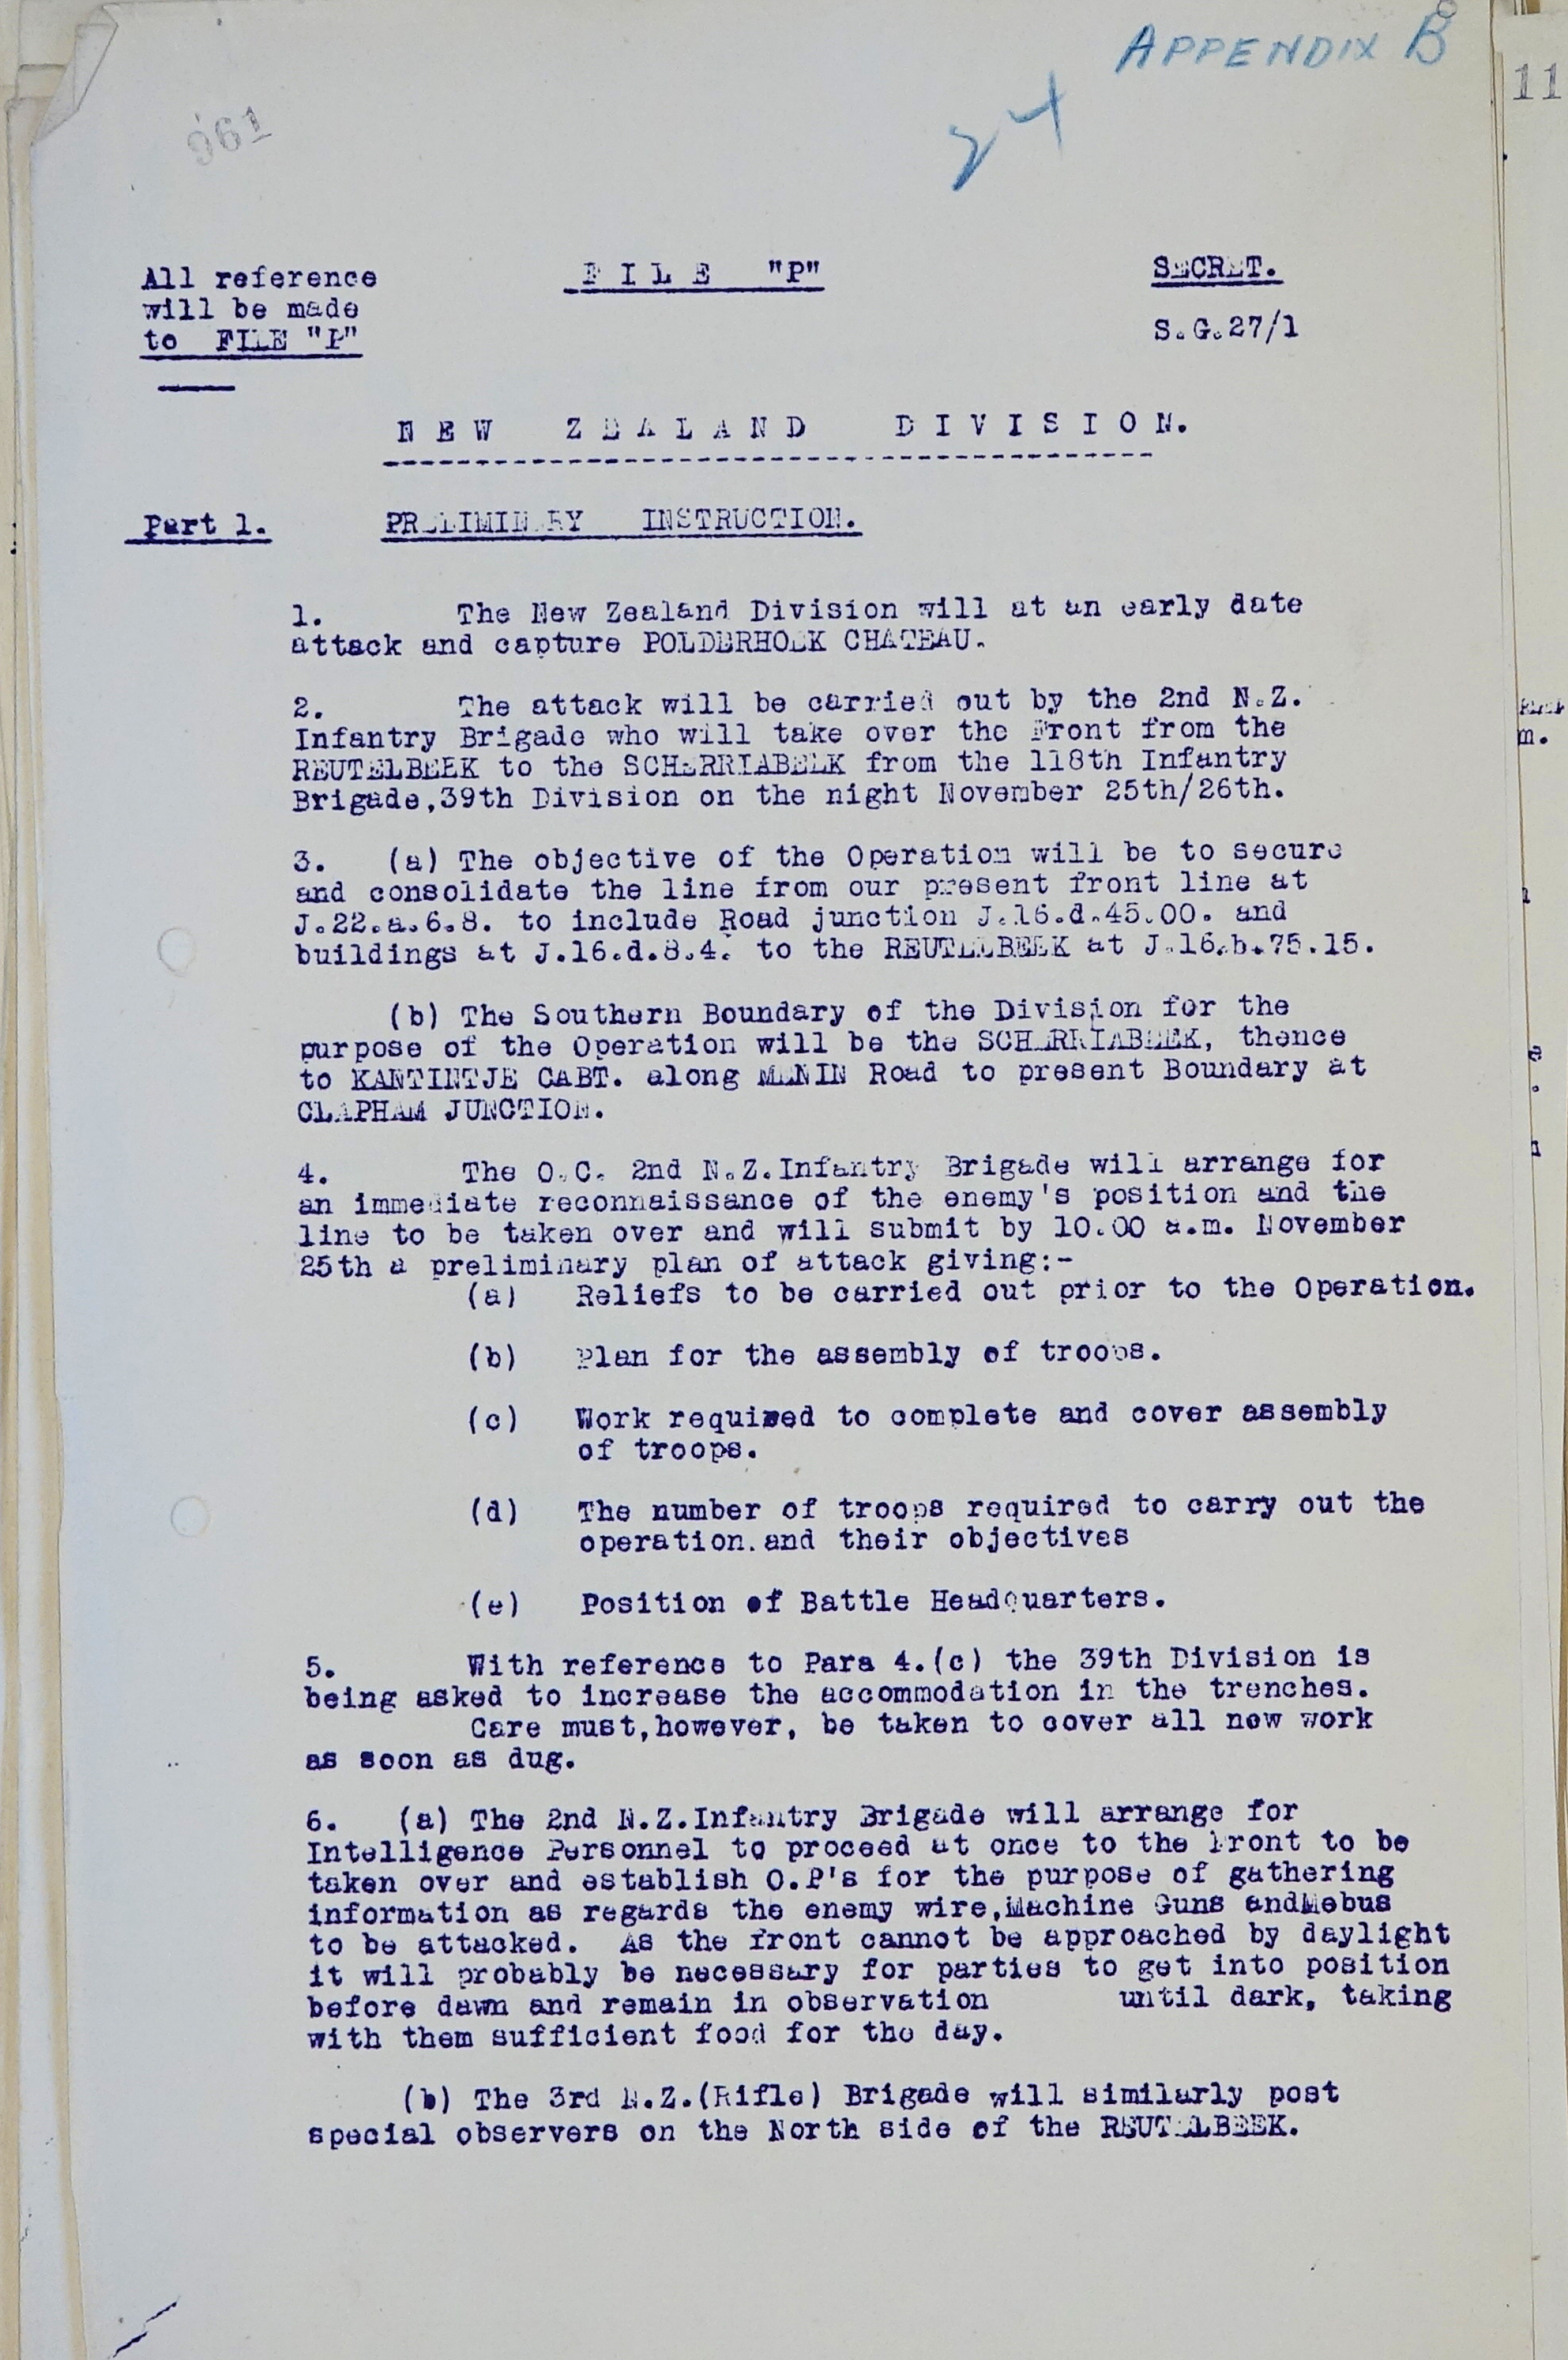 APPENDIX B
11
24
961
All reference
will be made
to FILE "P"
FILE "P"
SECRET.
S.G.27/1
NEW ZEALAND DIVISION.
Part 1. PRELIMINARY INSTRUCTION.
1. The New Zealand Division will at an early date
attack and capture POLDERHOEK CHATEAU.
2. The attack will be carried out by the 2nd N.Z.
Infantry Brigade who will take over the Front from the
REUTELBEEK to the SCHERRIABEEK from the 118th Infantry
Brigade,39th Division on the night November 25th/26th.
3. (a) The objective of the Operation will be to secure
and consolidate the line from our present front line at
J.22.a.6.8. to include Road junction J.16.d.45.00. and
buildings at J.16.d.8.4. to the REUTELBEEK at J.16.b.75.15.
(b) The Southern Boundary of the Division for the
purpose of the Operation will be the SCHERRIABEEK, thence
to KANTINTJE CABT. along MENIN Road to present Boundary at
CLAPHAM JUNCTION.
4. The O.C. 2nd N.Z.Infantry Brigade will arrange for
an immediate reconnaissance of the enemy's position and the
line to be taken over and will submit by 10.00 a.m. November
25th a preliminary plan of attack giving:-
(a) Reliefs to be carried out prior to the Operation.
(b) Plan for the assembly of troops.
(c) Work required to complete and cover assembly
of troops.
(d) The number of troops required to carry out the
operation.and their objectives
(e) Position of Battle Headquarters.
5. With reference to Para 4.(c) the 39th Division is
being asked to increase the accommodation in the trenches.
Care must,however, be taken to cover all new work
as soon as dug.
6. (a) The 2nd N.Z.Infantry Brigade will arrange for
Intelligence Personnel to proceed at once to the Front to be
taken over and establish O.P's for the purpose of gathering
information as regards the enemy wire,Machine Guns andMebus
to be attacked. As the front cannot be approached by daylight
it will probably be necessary for parties to get into position
before dawn and remain in observation until dark, taking
with them sufficient food for the day.
(b) The 3rd N.Z.(Rifle) Brigade will similarly post
special observers on the North side of the REUTELBEEK.